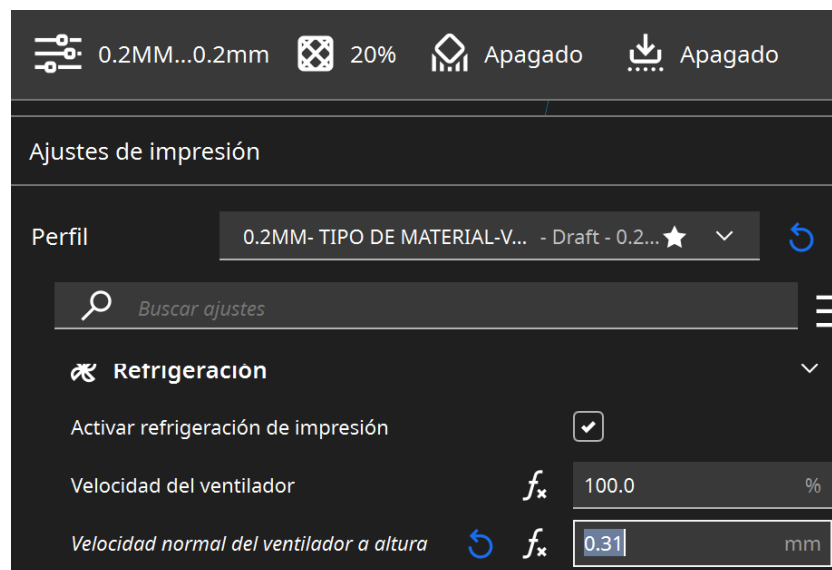 0.2MM...0.2mm 20% Apagado Apagado
Ajustes de impresión
Perfil 0.2MM- TIPO DE MATERIAL-V... - Draft - 0.2...
Buscar ajustes
Refrigeración
Activar refrigeración de impresión
Velocidad del ventilador fx 100.0 %
Velocidad normal del ventilador a altura fx 0.31 mm